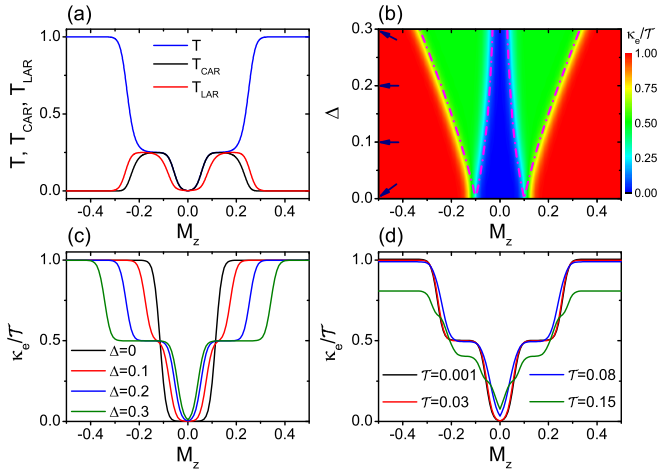 (a)
T, T_CAR, T_LAR
1.0
0.5
0.0
T
T_CAR
T_LAR
-0.4 -0.2 0.0 0.2 0.4
M_z
(b)
Δ
0.3
0.2
0.1
0.0
-0.4 -0.2 0.0 0.2 0.4
M_z
κ_e/𝒯
1.00
0.75
0.50
0.25
0.00
(c)
κ_e/𝒯
1.0
0.5
0.0
Δ=0
Δ=0.1
Δ=0.2
Δ=0.3
-0.4 -0.2 0.0 0.2 0.4
M_z
(d)
κ_e/𝒯
1.0
0.5
0.0
𝒯=0.001 𝒯=0.08
𝒯=0.03 𝒯=0.15
-0.4 -0.2 0.0 0.2 0.4
M_z